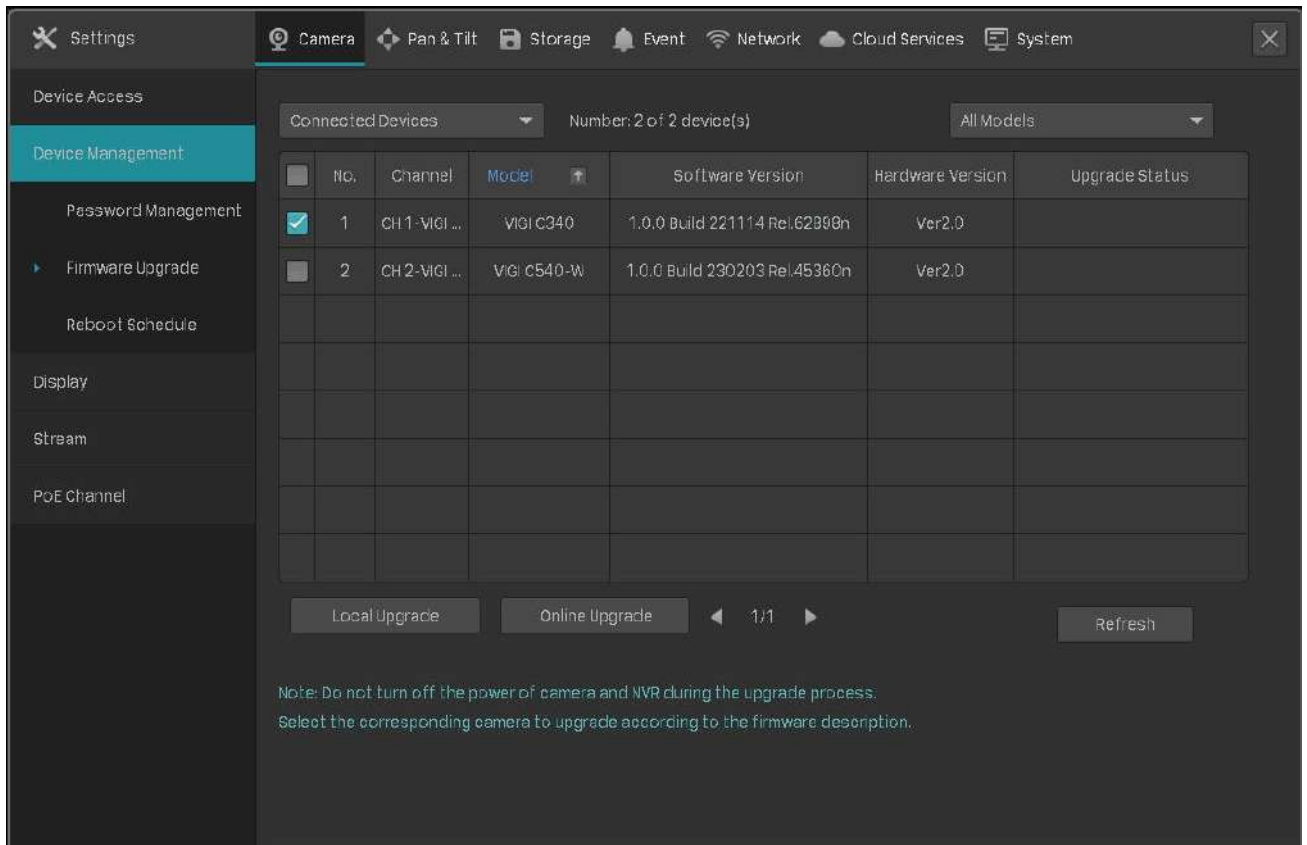 Settings
Camera Pan & Tilt Storage Event Network Cloud Services System
Device Access
Device Management
Password Management
Firmware Upgrade
Reboot Schedule
Display
Stream
PoE Channel
Connected Devices Number: 2 of 2 device(s) All Models
No. Channel Model Software Version Hardware Version Upgrade Status
1 CH 1-VIGI ... VIGI C340 1.0.0 Build 221114 Rel.62898n Ver2.0
2 CH 2-VIGI ... VIGI C540-W 1.0.0 Build 230203 Rel.45360n Ver2.0
Local Upgrade Online Upgrade 1/1 Refresh
Note: Do not turn off the power of camera and NVR during the upgrade process.
Select the corresponding camera to upgrade according to the firmware description.